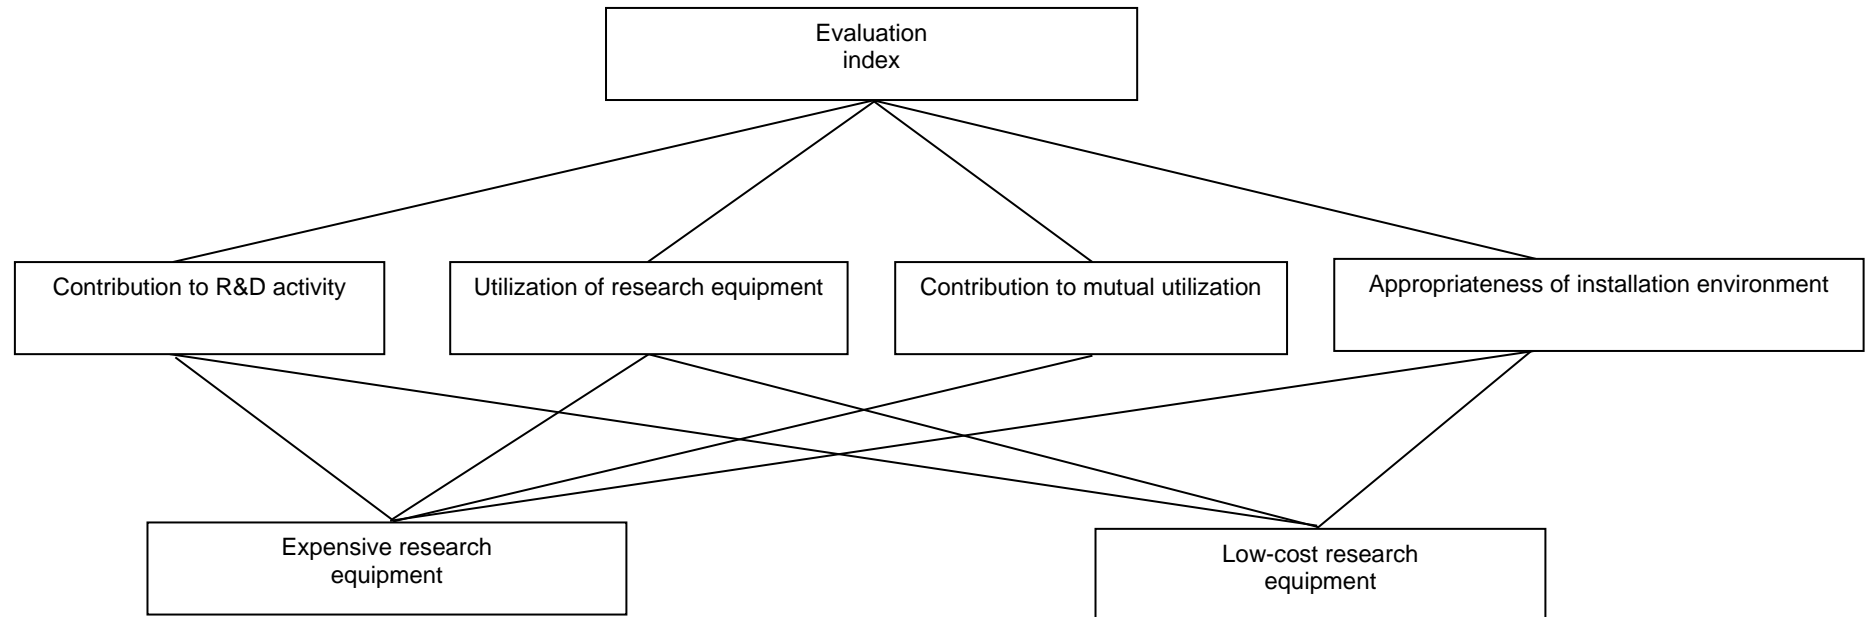 Evaluation
index
Contribution to R&D activity
Utilization of research equipment
Contribution to mutual utilization
Appropriateness of installation environment
Expensive research
equipment
Low-cost research
equipment